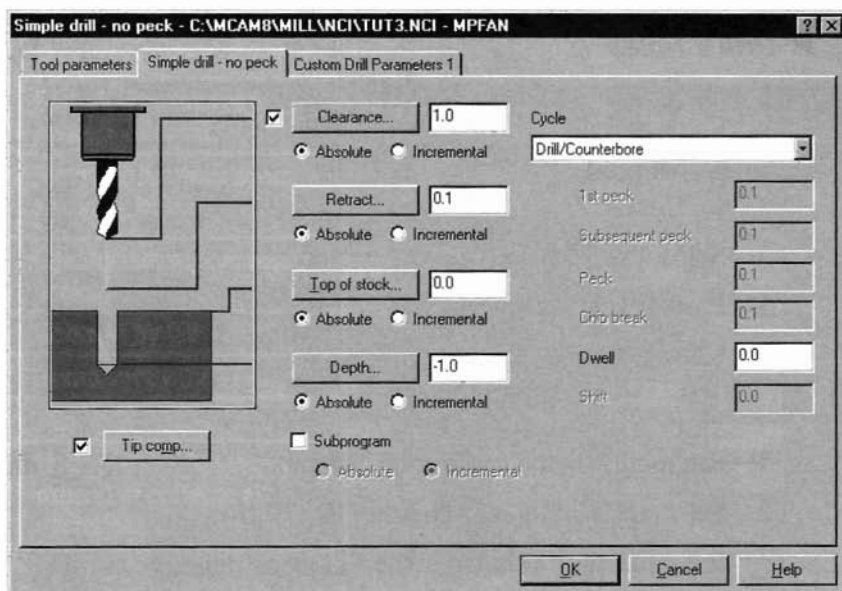 Simple drill - no peck - C:\MCAM8\MILL\NCI\TUT3.NCI - MPFAN
Tool parameters
Simple drill - no peck
Custom Drill Parameters 1
Clearance...
1.0
Absolute
Incremental
Retract...
0.1
Absolute
Incremental
Top of stock...
0.0
Absolute
Incremental
Depth...
-1.0
Absolute
Incremental
Tip comp...
Subprogram
Absolute
Incremental
Cycle
Drill/Counterbore
1st peck
0.1
Subsequent peck
0.1
Peck
0.1
Chip break
0.1
Dwell
0.0
Shift
0.0
OK
Cancel
Help